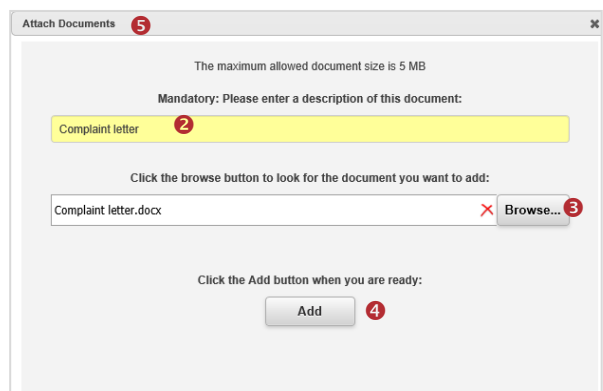 Attach Documents 5
The maximum allowed document size is 5 MB
Mandatory: Please enter a description of this document:
Complaint letter 2
Click the browse button to look for the document you want to add:
Complaint letter.docx Browse... 3
Click the Add button when you are ready:
Add 4